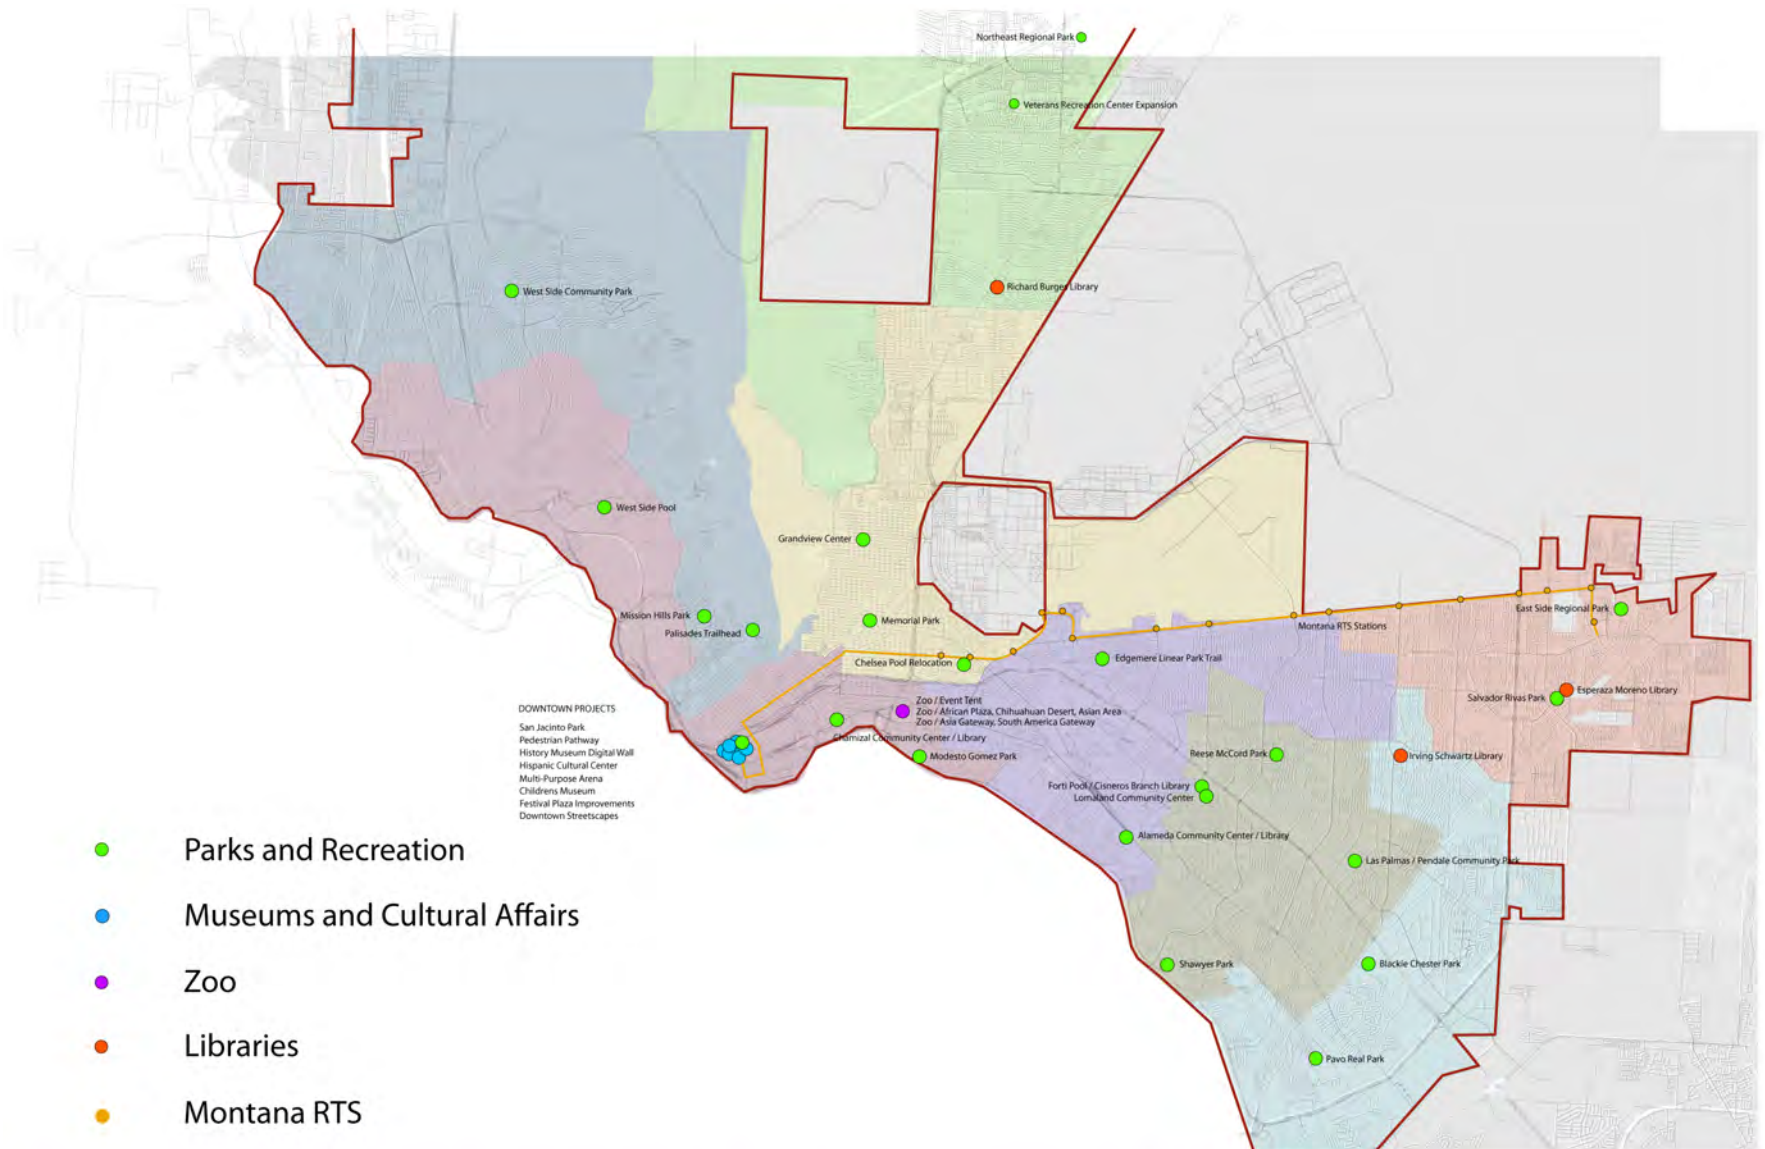 Northeast Regional Park
Veterans Recreation Center Expansion
West Side Community Park
Richard Burges Library
West Side Pool
Grandview Center
Mission Hills Park
Palisades Trailhead
Memorial Park
East Side Regional Park
Montana RTS Stations
Chelsea Pool Relocation
Edgemere Linear Park Trail
Esperaza Moreno Library
Salvador Rivas Park
Zoo / Event Tent
Zoo / African Plaza, Chihuahuan Desert, Asian Area
Zoo / Asia Gateway, South America Gateway
Chamizal Community Center / Library
Modesto Gomez Park
Reese McCord Park
Irving Schwartz Library
Forti Pool / Cisneros Branch Library
Lomaland Community Center
Alameda Community Center / Library
Las Palmas / Pendale Community Park
Shawyer Park
Blackie Chester Park
Pavo Real Park
DOWNTOWN PROJECTS
San Jacinto Park
Pedestrian Pathway
History Museum Digital Wall
Hispanic Cultural Center
Multi-Purpose Arena
Childrens Museum
Festival Plaza Improvements
Downtown Streetscapes
Parks and Recreation
Museums and Cultural Affairs
Zoo
Libraries
Montana RTS